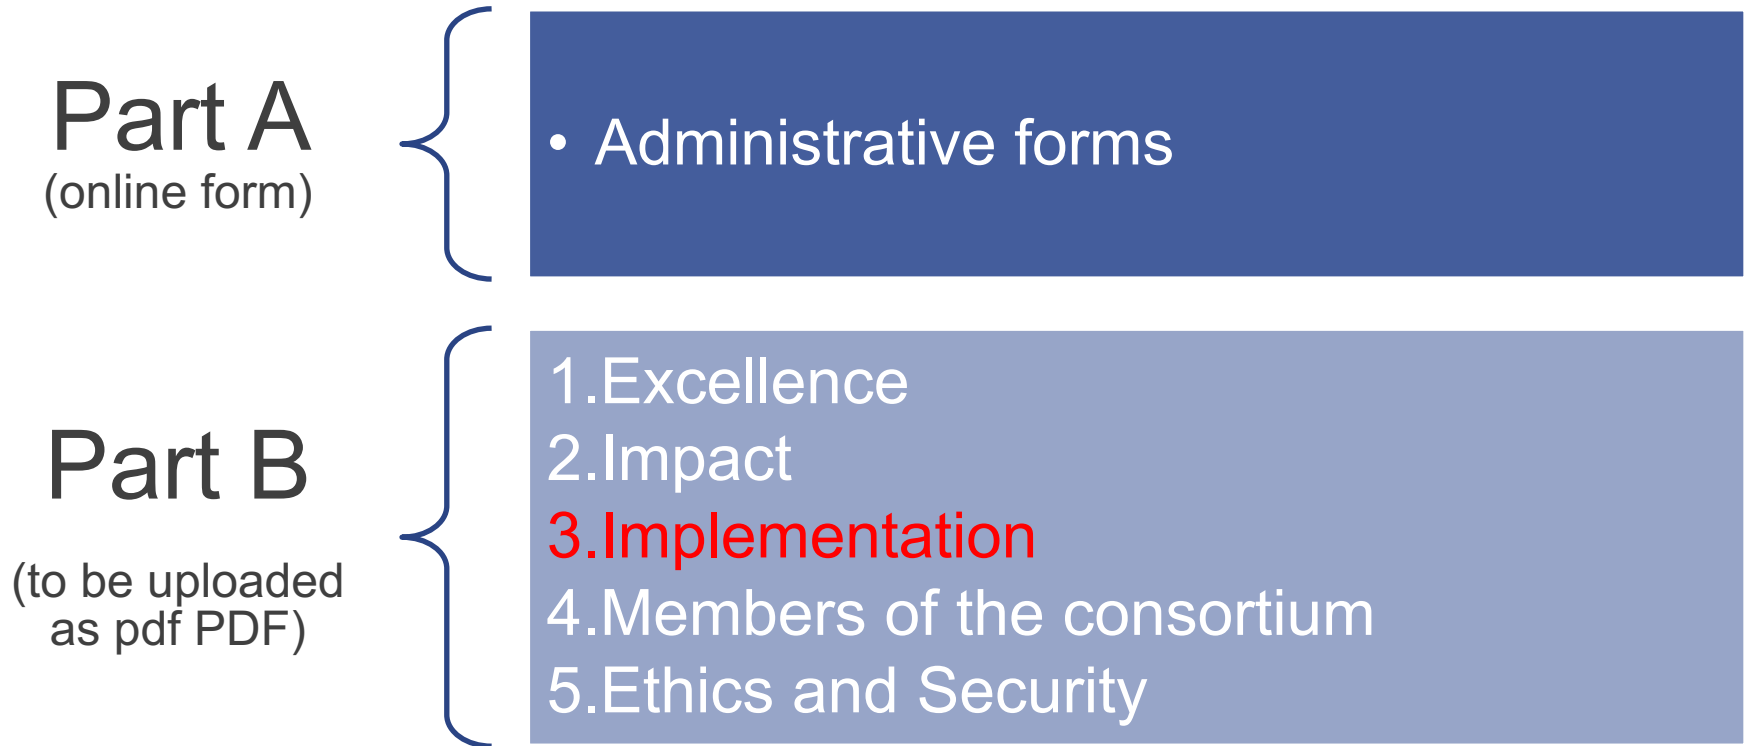 Part A
(online form)
• Administrative forms
Part B
(to be uploaded
as pdf PDF)
1.Excellence
2.Impact
3.Implementation
4.Members of the consortium
5.Ethics and Security